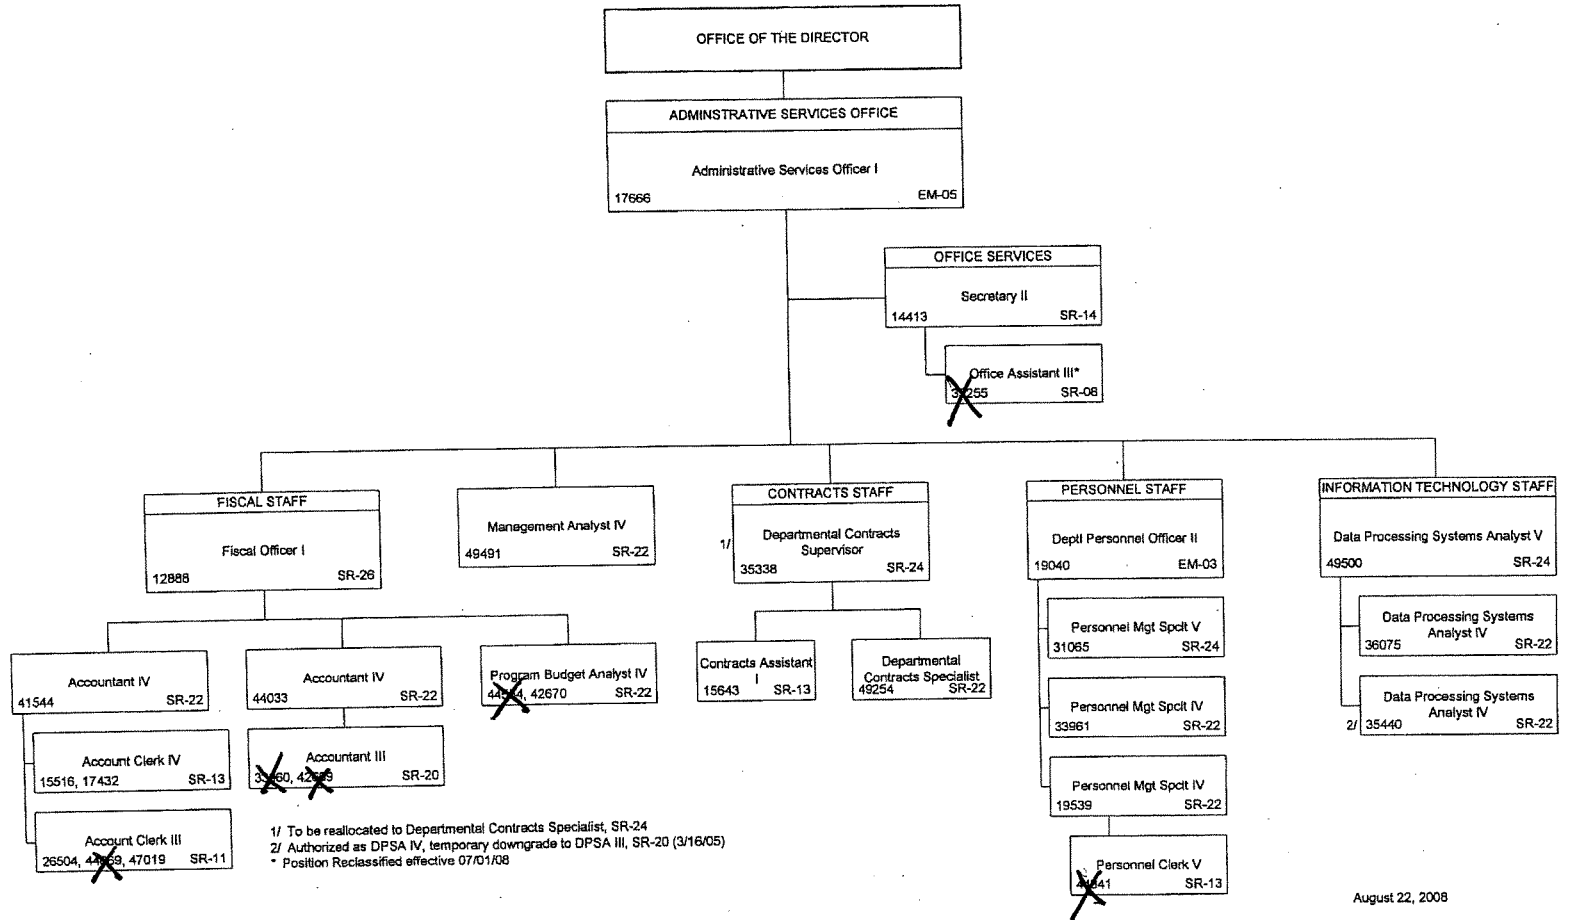 OFFICE OF THE DIRECTOR
ADMINSTRATIVE SERVICES OFFICE
Administrative Services Officer I
17666 EM-05
OFFICE SERVICES
Secretary II
14413 SR-14
Office Assistant III*
SR-08
FISCAL STAFF
Fiscal Officer I
12888 SR-26
Management Analyst IV
49491 SR-22
CONTRACTS STAFF
1/
Departmental Contracts
Supervisor
35338 SR-24
PERSONNEL STAFF
Deptl Personnel Officer II
19040 EM-03
INFORMATION TECHNOLOGY STAFF
Data Processing Systems Analyst V
49500 SR-24
Accountant IV
41544 SR-22
Account Clerk IV
15516, 17432 SR-13
Account Clerk III
26504, 47019 SR-11
Accountant IV
44033 SR-22
Accountant III
SR-20
Program Budget Analyst IV
42670 SR-22
Contracts Assistant
I
15643 SR-13
Departmental
Contracts Specialist
49254 SR-22
Personnel Mgt Spclt V
31065 SR-24
Personnel Mgt Spclt IV
33961 SR-22
Personnel Mgt Spclt IV
19539 SR-22
Personnel Clerk V
SR-13
Data Processing Systems
Analyst IV
36075 SR-22
Data Processing Systems
Analyst IV
2/ 35440 SR-22
1/ To be reallocated to Departmental Contracts Specialist, SR-24
2/ Authorized as DPSA IV, temporary downgrade to DPSA III, SR-20 (3/16/05)
* Position Reclassified effective 07/01/08
August 22, 2008